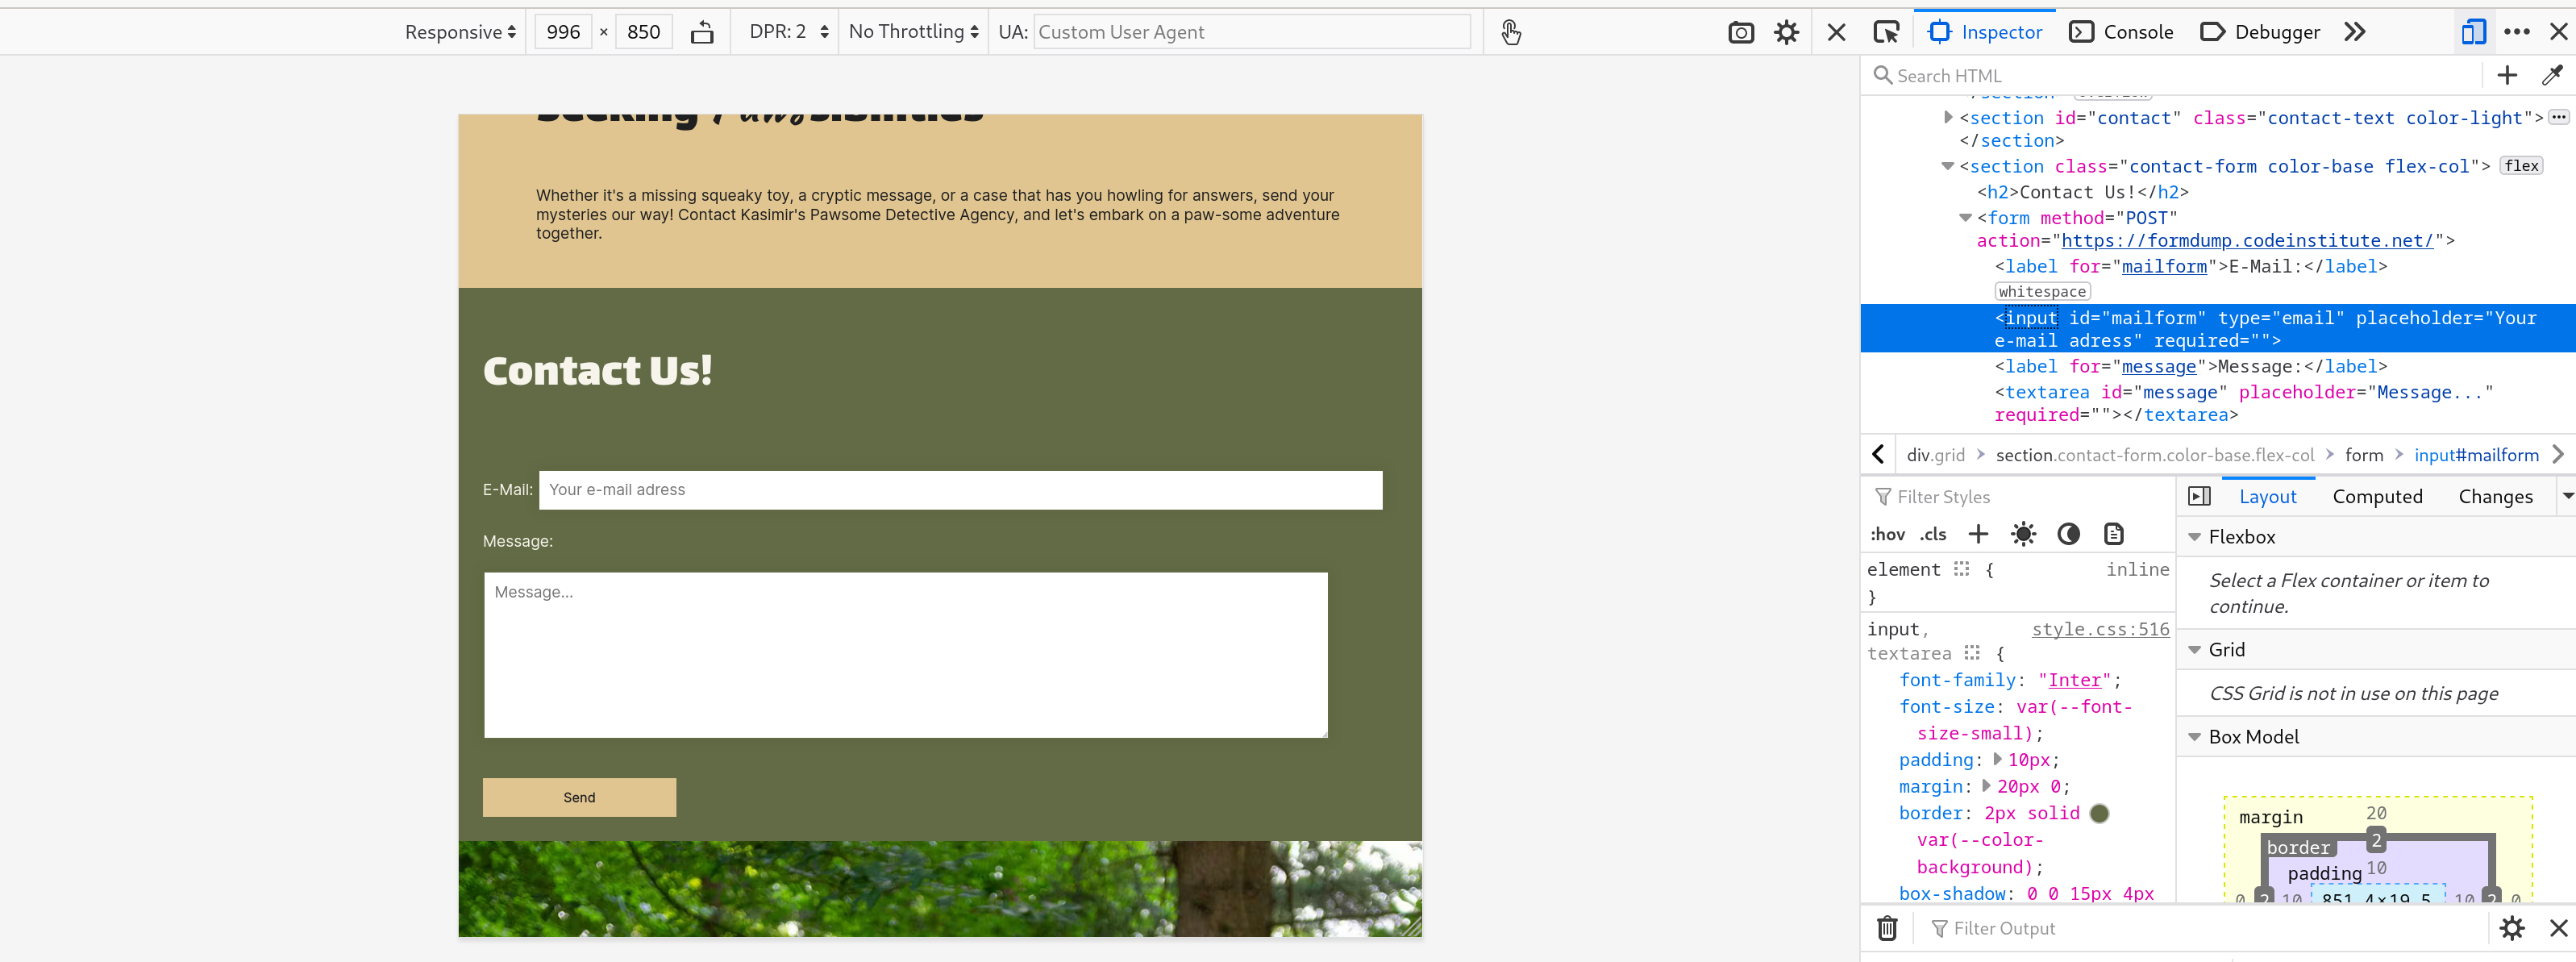 Responsive 996 × 850 DPR: 2 No Throttling UA: Custom User Agent
Inspector Console Debugger
Seeking Pawssibilities
Whether it's a missing squeaky toy, a cryptic message, or a case that has you howling for answers, send your
mysteries our way! Contact Kasimir's Pawsome Detective Agency, and let's embark on a paw-some adventure
together.
Contact Us!
E-Mail: Your e-mail adress
Message:
Message...
Send
Search HTML
<section id="contact" class="contact-text color-light">
</section>
<section class="contact-form color-base flex-col"> flex
<h2>Contact Us!</h2>
<form method="POST"
action="https://formdump.codeinstitute.net/">
<label for="mailform">E-Mail:</label>
whitespace
<input id="mailform" type="email" placeholder="Your
e-mail adress" required="">
<label for="message">Message:</label>
<textarea id="message" placeholder="Message..."
required=""></textarea>
div.grid section.contact-form.color-base.flex-col form input#mailform
Filter Styles
:hov .cls
element { inline
}
input, style.css:516
textarea {
font-family: "Inter";
font-size: var(--font-
size-small);
padding: 10px;
margin: 20px 0;
border: 2px solid
var(--color-
background);
box-shadow: 0 0 15px 4px
Layout Computed Changes
Flexbox
Select a Flex container or item to
continue.
Grid
CSS Grid is not in use on this page
Box Model
margin 20
border 2
padding 10
0 2 10 851.4×19.5 10 2 0
Filter Output